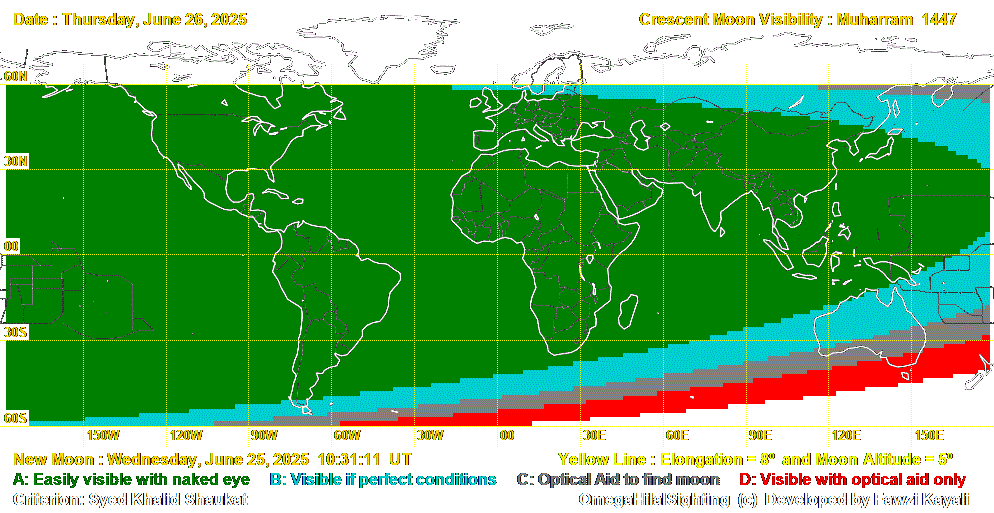 Date : Thursday, June 26, 2025 Crescent Moon Visibility : Muharram 1447
60N
30N
00
30S
60S
150W 120W 90W 60W 30W 00 30E 60E 90E 120E 150E
New Moon : Wednesday, June 25, 2025 10:31:11 UT Yellow Line : Elongation = 8° and Moon Altitude = 5°
A: Easily visible with naked eye B: Visible if perfect conditions C: Optical Aid to find moon D: Visible with optical aid only
Criterion: Syed Khalid Shaukat OmegaHilalSighting (c) Developed by Fawzi Kayali